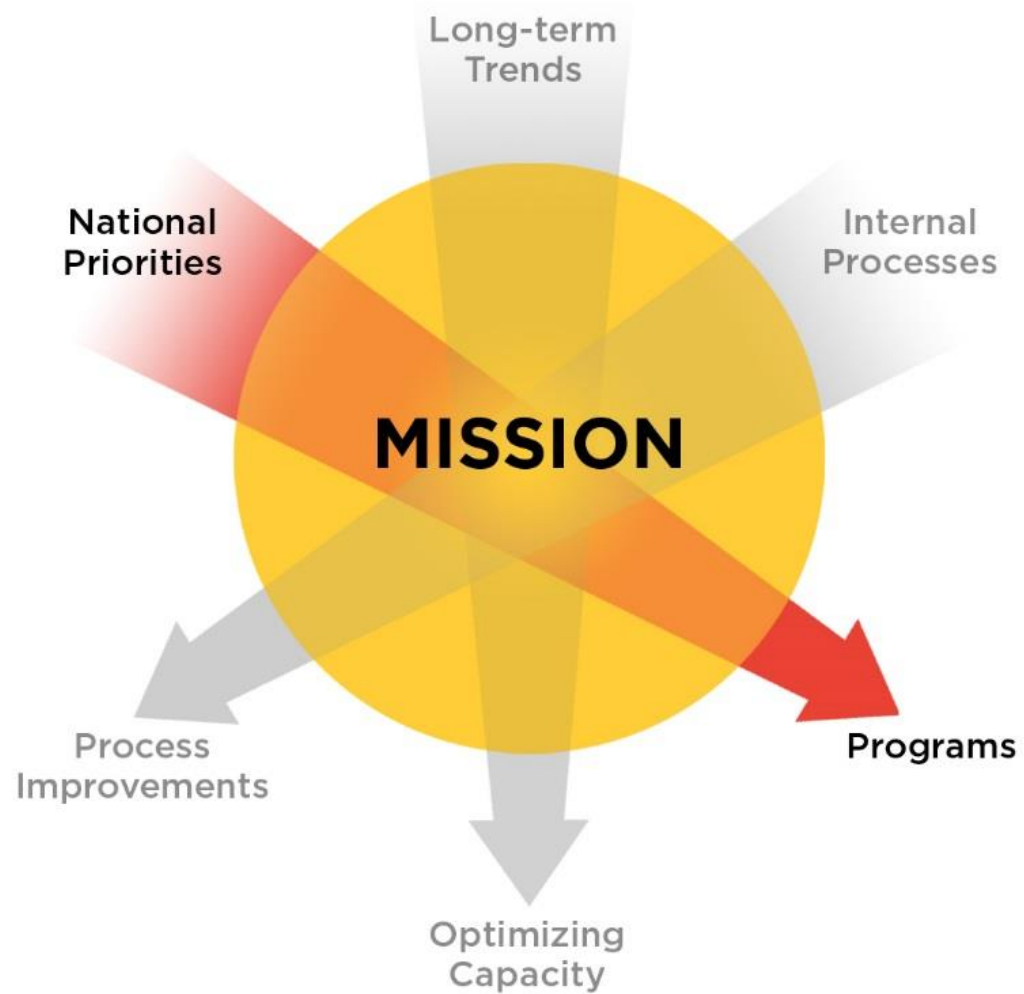 Long-term
Trends
National
Priorities
Internal
Processes
MISSION
Process
Improvements
Programs
Optimizing
Capacity